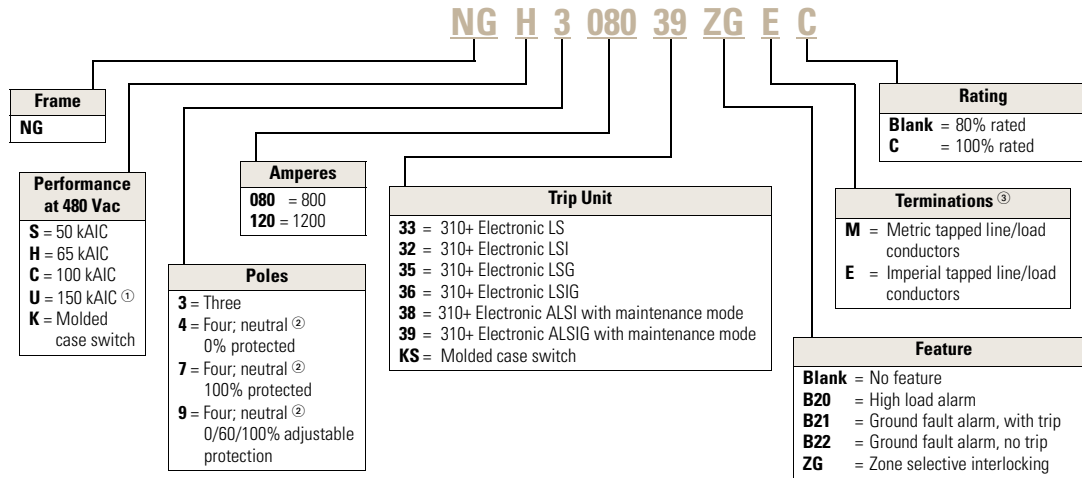 NG H 3 080 39 ZG E C
Frame
NG
Performance
at 480 Vac
S = 50 kAIC
H = 65 kAIC
C = 100 kAIC
U = 150 kAIC ①
K = Molded
case switch
Poles
3 = Three
4 = Four; neutral ②
0% protected
7 = Four; neutral ②
100% protected
9 = Four; neutral ②
0/60/100% adjustable
protection
Amperes
080 = 800
120 = 1200
Trip Unit
33 = 310+ Electronic LS
32 = 310+ Electronic LSI
35 = 310+ Electronic LSG
36 = 310+ Electronic LSIG
38 = 310+ Electronic ALSI with maintenance mode
39 = 310+ Electronic ALSIG with maintenance mode
KS = Molded case switch
Rating
Blank = 80% rated
C = 100% rated
Terminations ③
M = Metric tapped line/load
conductors
E = Imperial tapped line/load
conductors
Feature
Blank = No feature
B20 = High load alarm
B21 = Ground fault alarm, with trip
B22 = Ground fault alarm, no trip
ZG = Zone selective interlocking